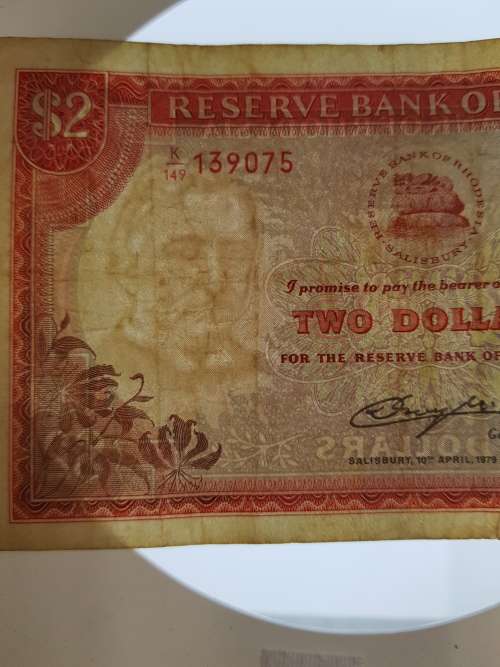 $2
RESERVE BANK O
K
149
139075
RESERVE BANK OF RHODESIA
SALISBURY
I promise to pay the bearer o
TWO DOLLA
FOR THE RESERVE BANK OF
SALISBURY, 10TH APRIL, 1979
DOLLARS